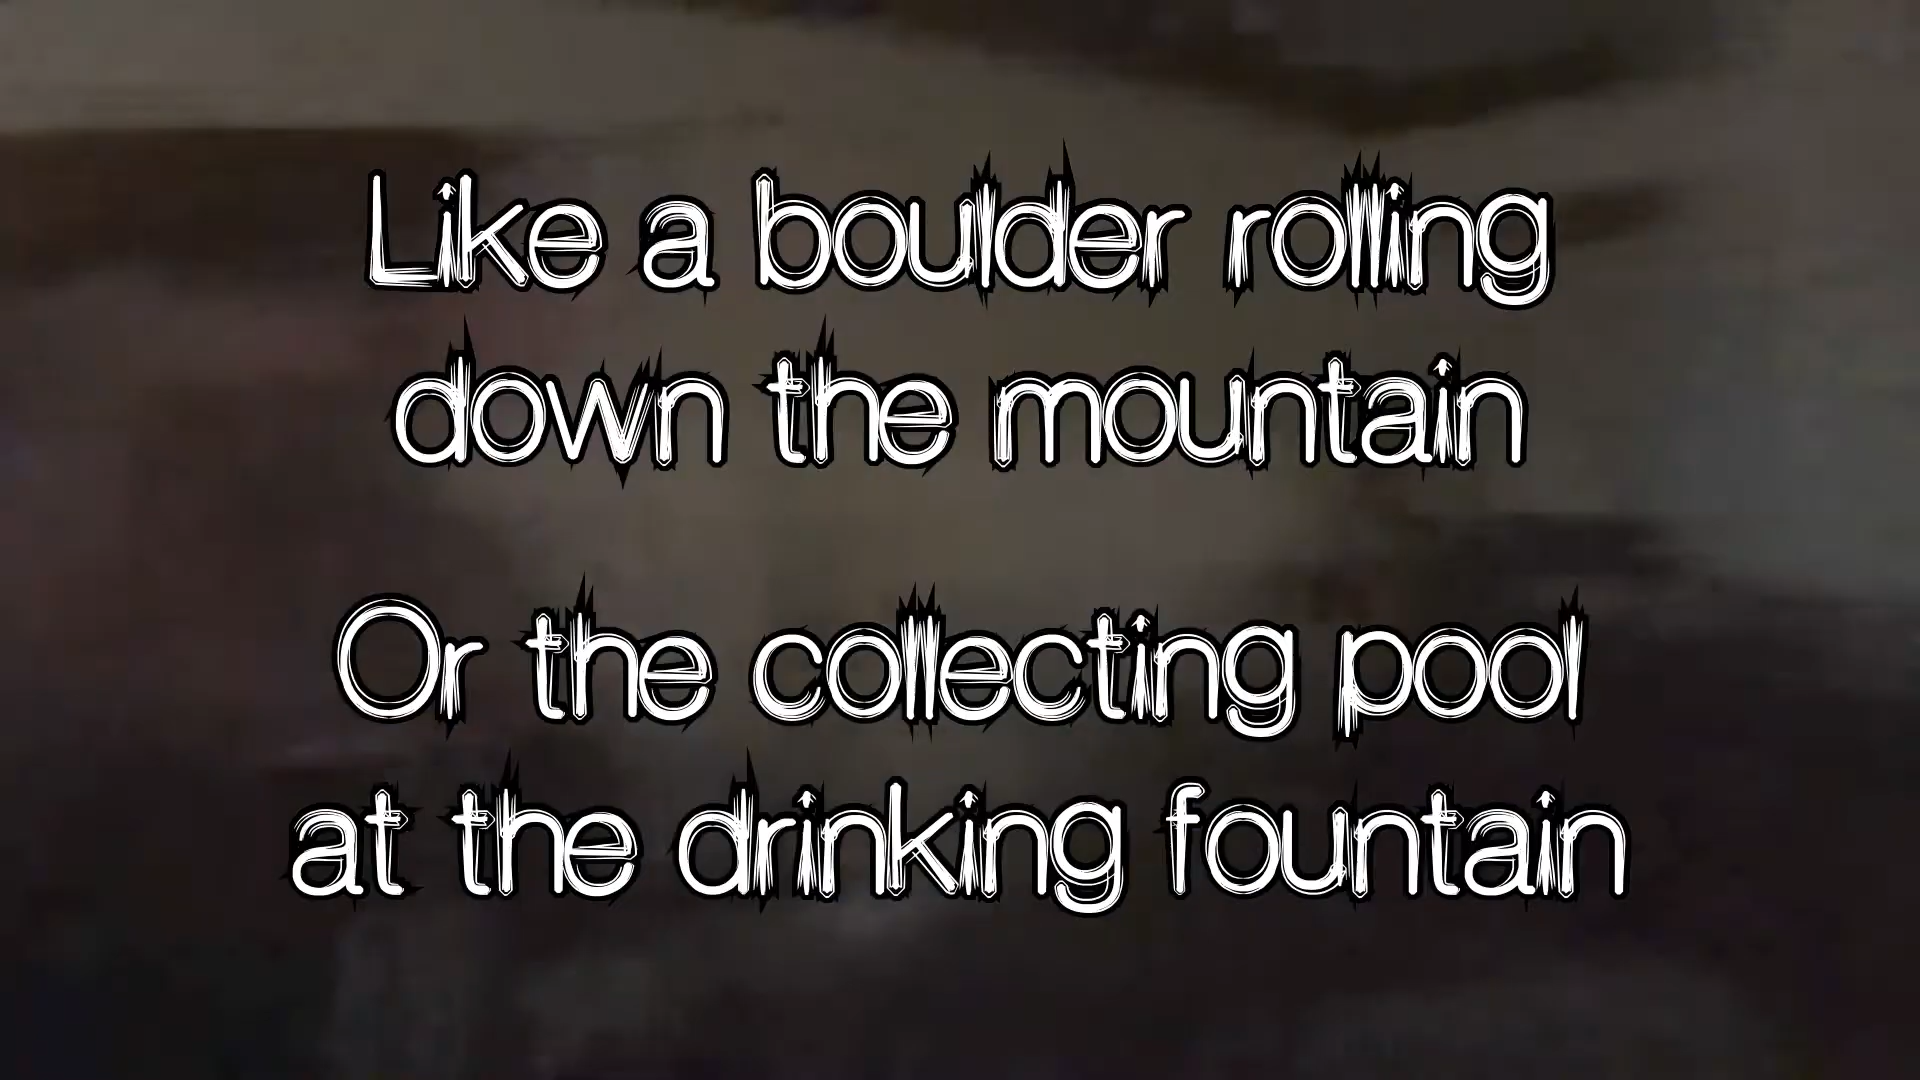 Like a boulder rolling
down the mountain
Or the collecting pool
at the drinking fountain